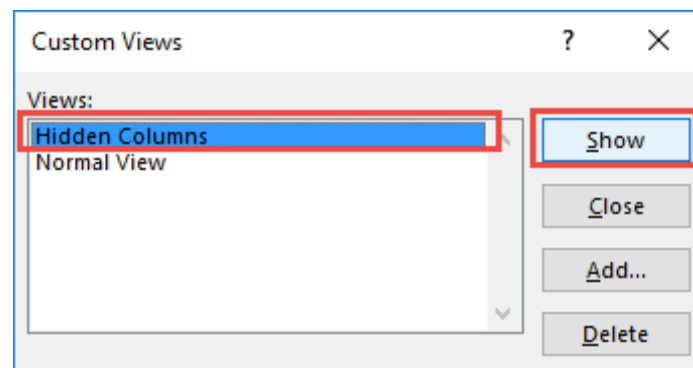 Custom Views ?
Views:
Hidden Columns
Normal View
Show
Close
Add...
Delete